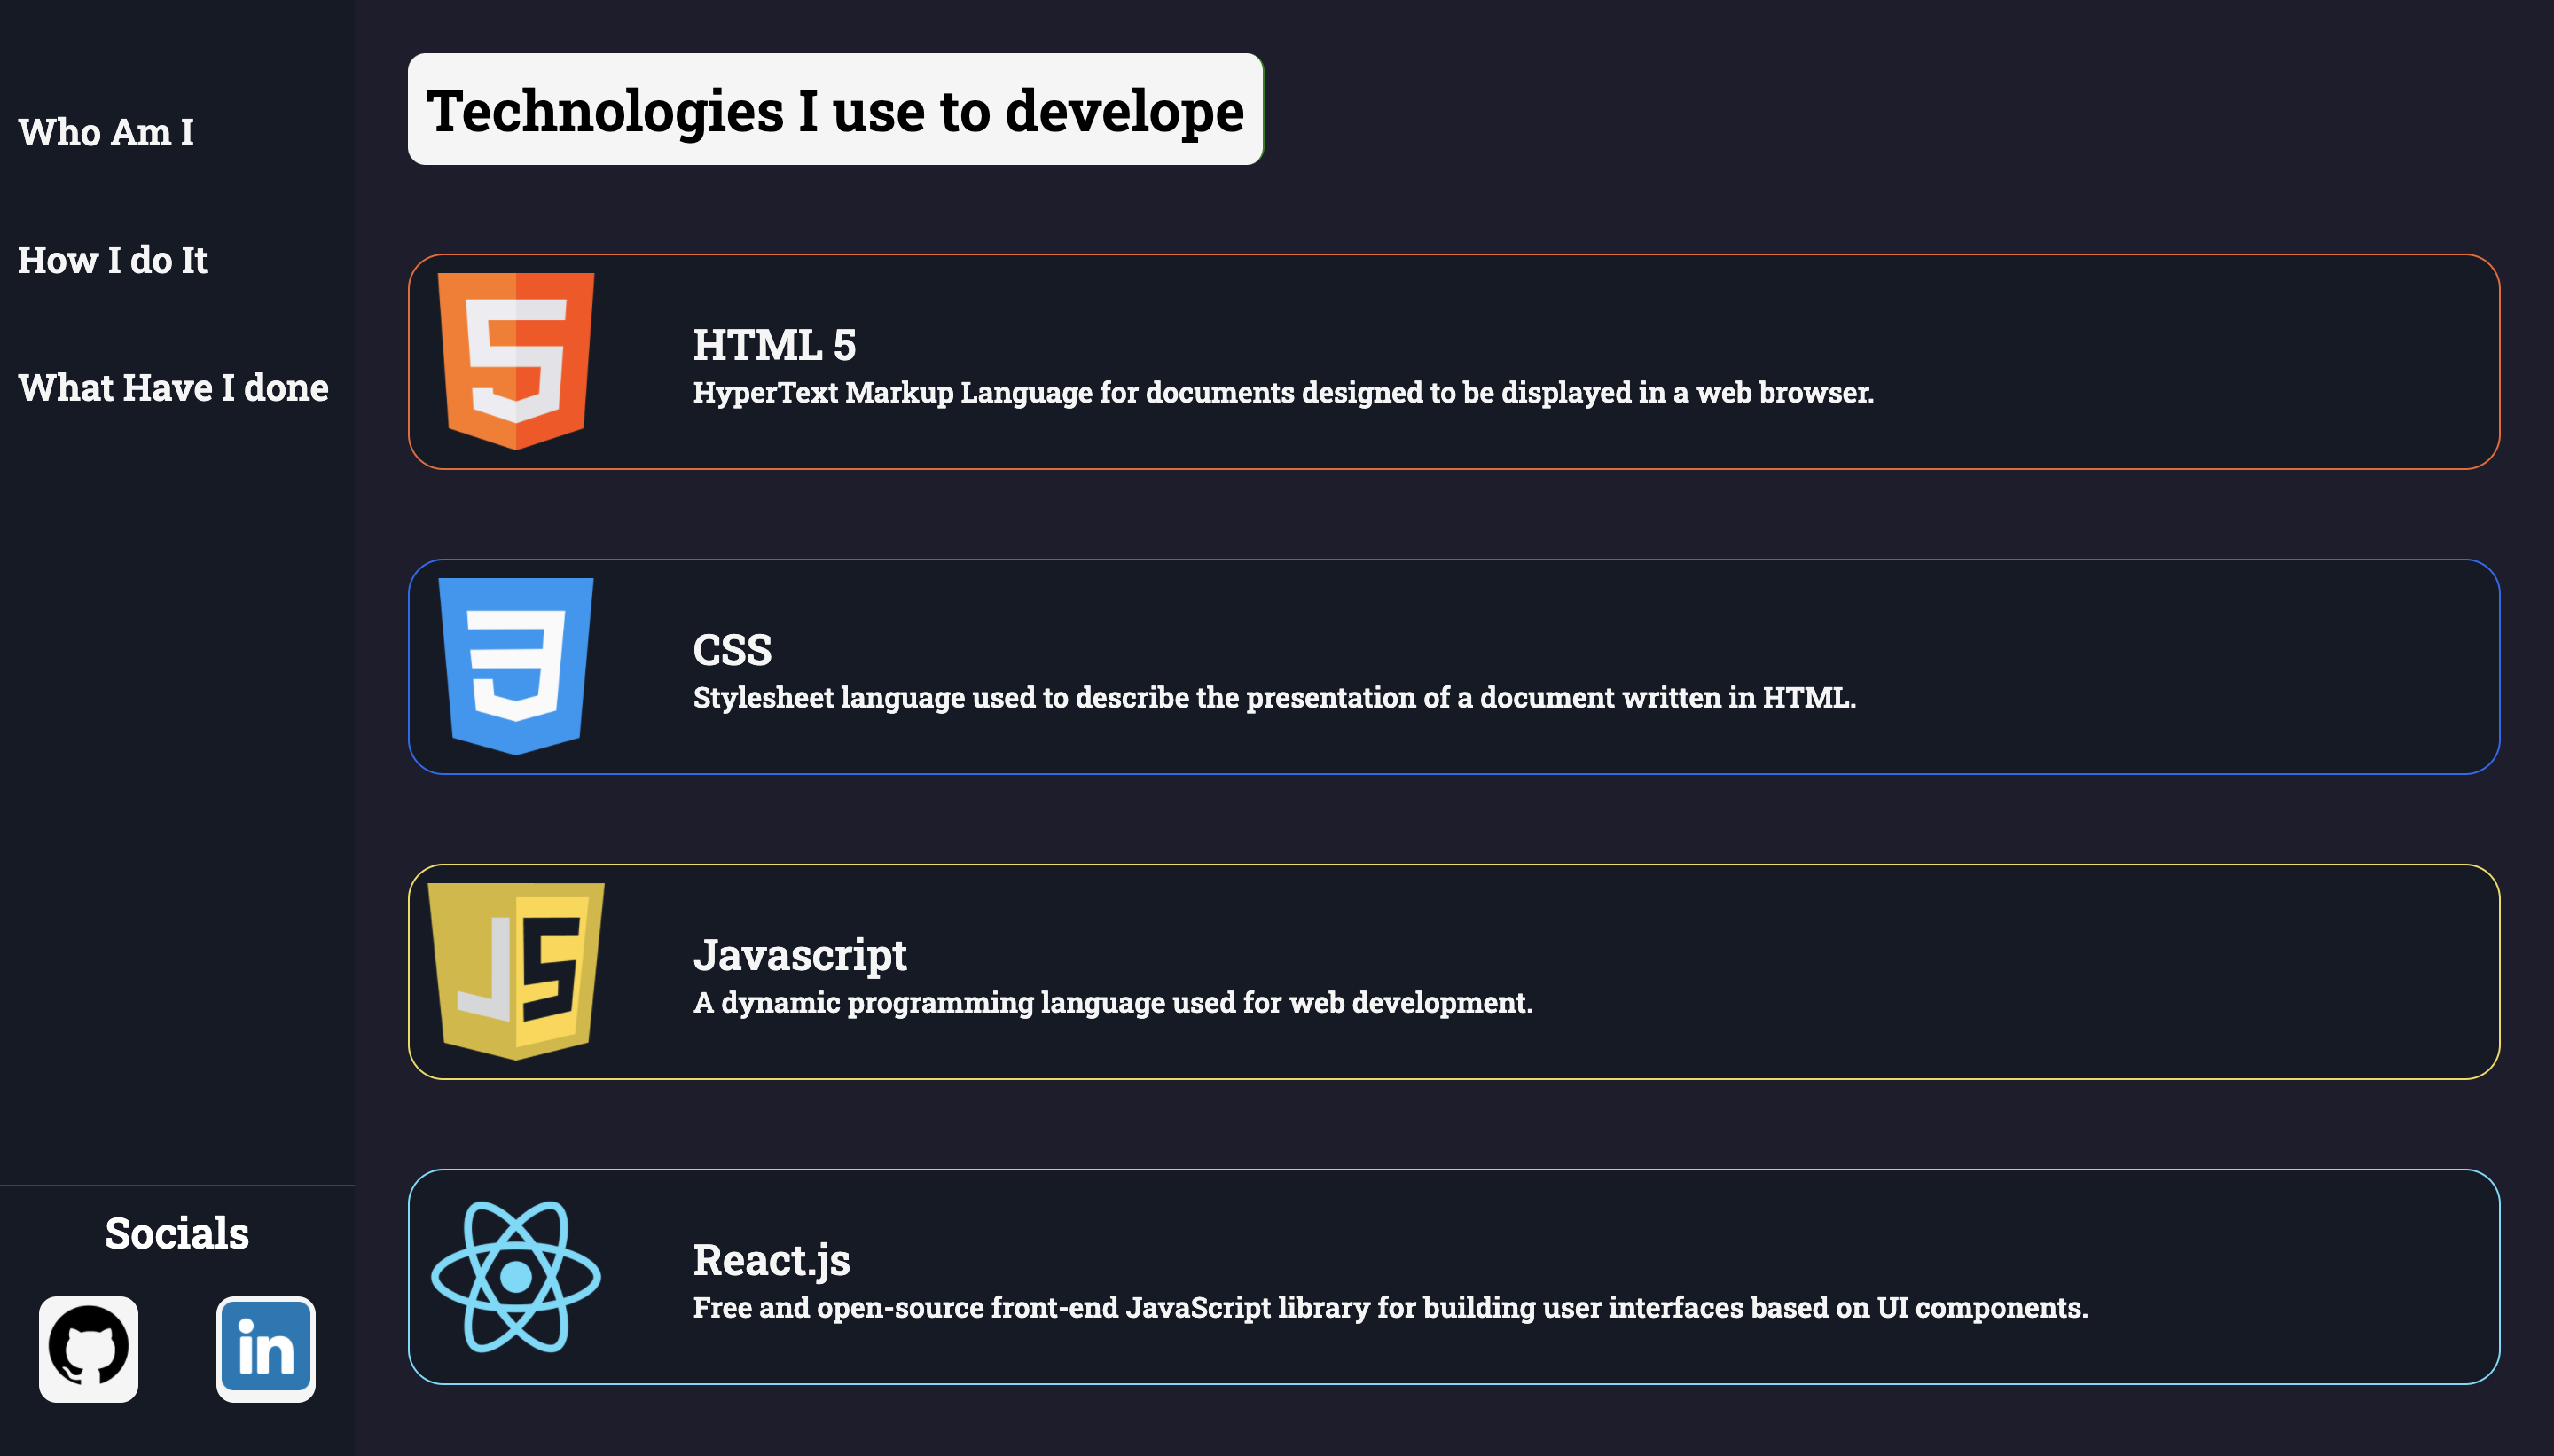 Who Am I
How I do It
What Have I done
Socials
in
Technologies I use to develope
5
HTML 5
HyperText Markup Language for documents designed to be displayed in a web browser.
3
CSS
Stylesheet language used to describe the presentation of a document written in HTML.
JS
Javascript
A dynamic programming language used for web development.
React.js
Free and open-source front-end JavaScript library for building user interfaces based on UI components.